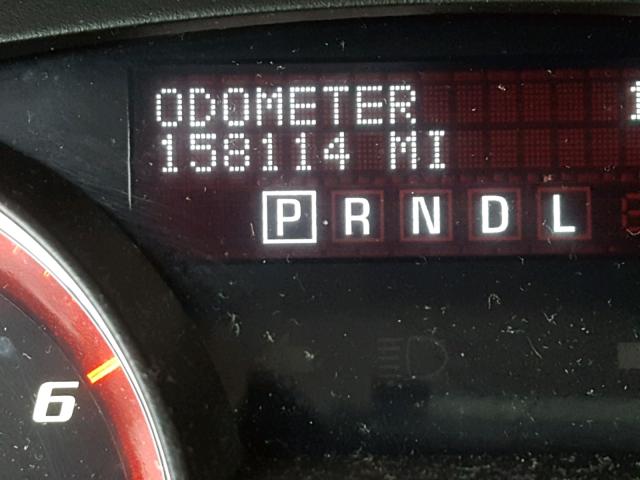 ODOMETER
158114 MI
P R N D L
6